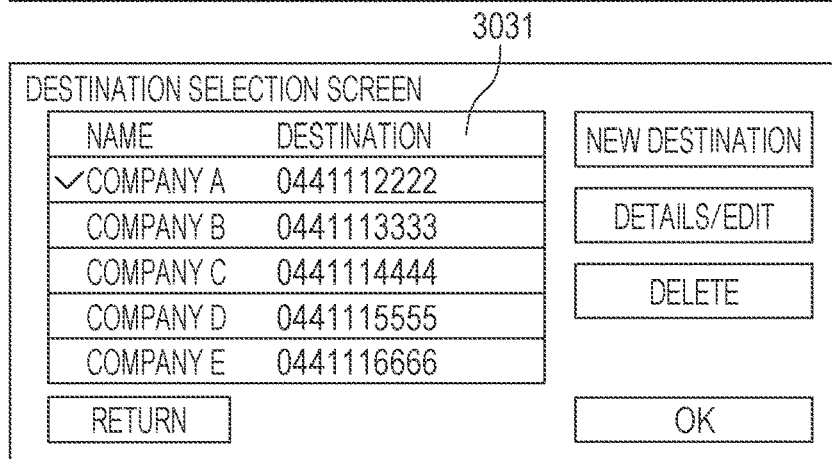 3031
DESTINATION SELECTION SCREEN
NAME DESTINATION
✓COMPANY A 0441112222
COMPANY B 0441113333
COMPANY C 0441114444
COMPANY D 0441115555
COMPANY E 0441116666
NEW DESTINATION
DETAILS/EDIT
DELETE
RETURN
OK